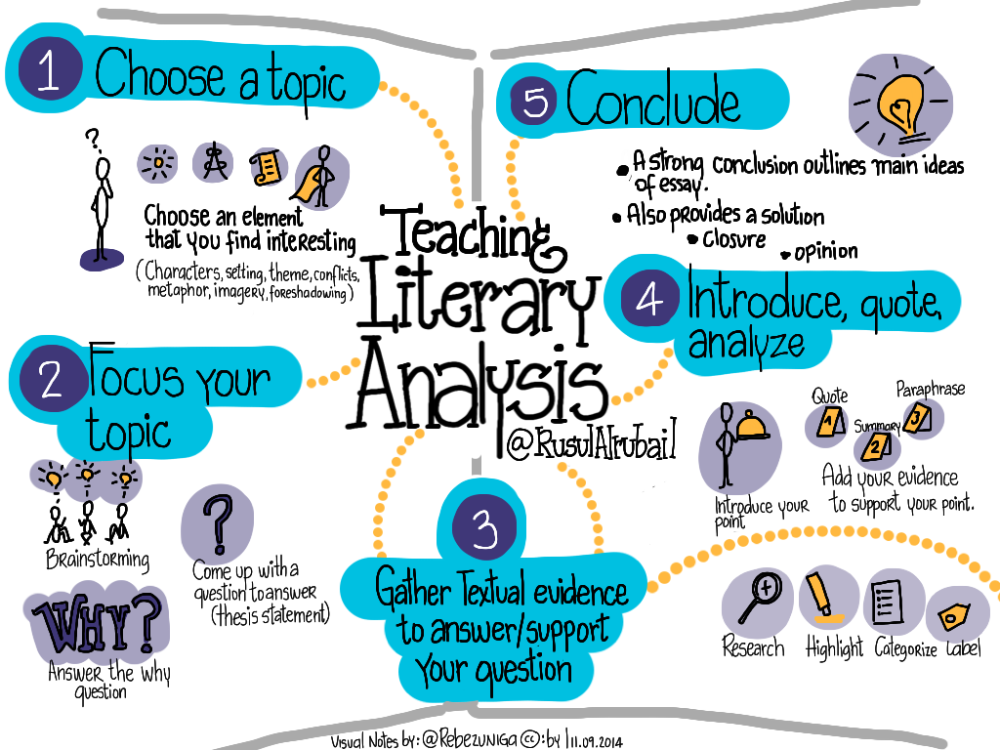 Teaching
Literary
Analysis
@RusulAlrubail
1 Choose a topic
?
Choose an element
that you find interesting
(Characters, setting, theme, conflicts,
metaphor, imagery, foreshadowing)
2 Focus your
topic
Brainstorming
?
Come up with a
question to answer
(thesis statement)
WHY?
Answer the why
question
3
Gather Textual evidence
to answer/support
Your question
Research Highlight Categorize Label
4 Introduce, quote,
analyze
Introduce your
point
Quote
1
Summary
2
Paraphrase
3
Add your evidence
to support your point.
5 Conclude
• A strong conclusion outlines main ideas
of essay.
• Also provides a solution
• closure
• opinion
Visual Notes by: @Rebezuniga cc: by | 11.09.2014